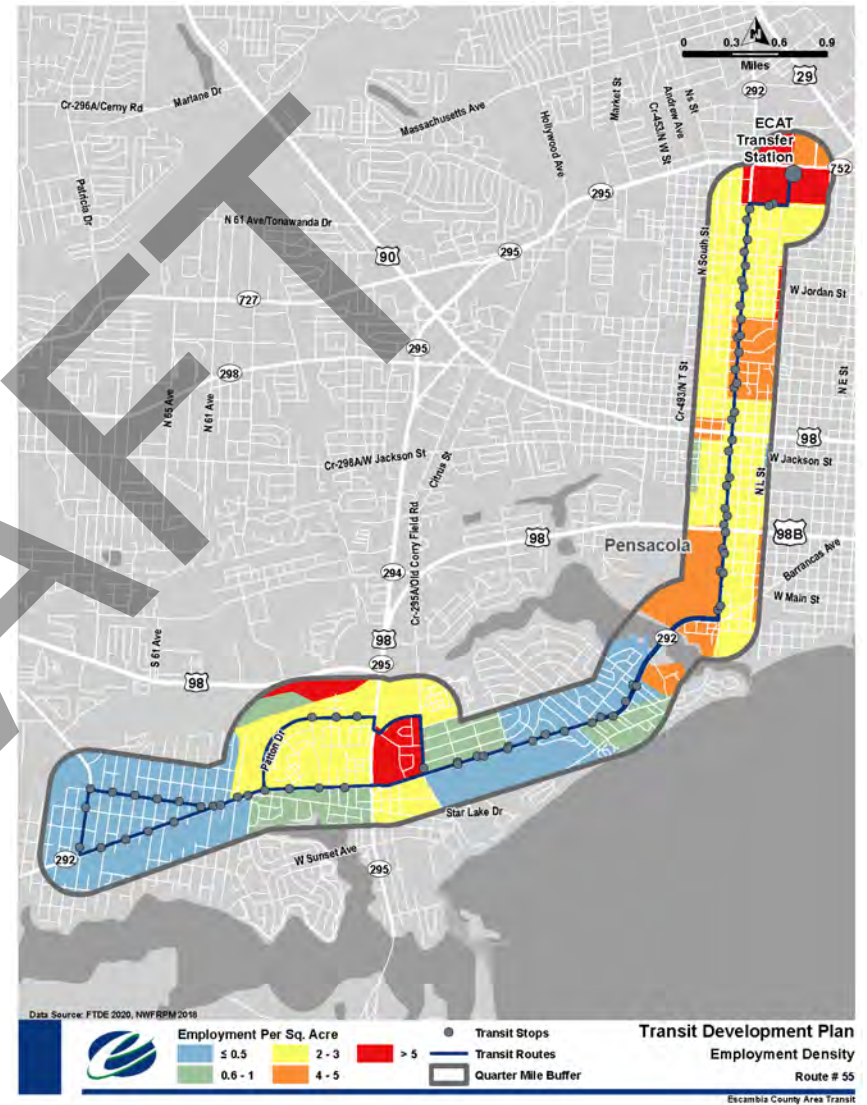 0 0.3 0.6 0.9
Miles
N
29
292
ECAT
Transfer
Station
752
Cr-296A/Cerny Rd
Marlane Dr
Massachusetts Ave
Hollywood Ave
Market St
Andrew Ave
Ns St
Cr-453/N W St
Patricia Dr
295
N 61 Ave/Tonawanda Dr
90
295
N South St
727
W Jordan St
295
298
N 65 Ave
N 61 Ave
Cr-493/N T St
N E St
98
Cr-298A/W Jackson St
Citrus St
W Jackson St
N L St
98
Pensacola
98B
Barrancas Ave
294
Cr-295A/Old Corry Field Rd
W Main St
S 61 Ave
98
295
292
98
Patton Dr
Star Lake Dr
292
W Sunset Ave
295
DRAFT
Data Source: FTDE 2020, NWFRPM 2018
Employment Per Sq. Acre
≤ 0.5
2 - 3
> 5
0.6 - 1
4 - 5
Transit Stops
Transit Routes
Quarter Mile Buffer
Transit Development Plan
Employment Density
Route # 55
Escambia County Area Transit